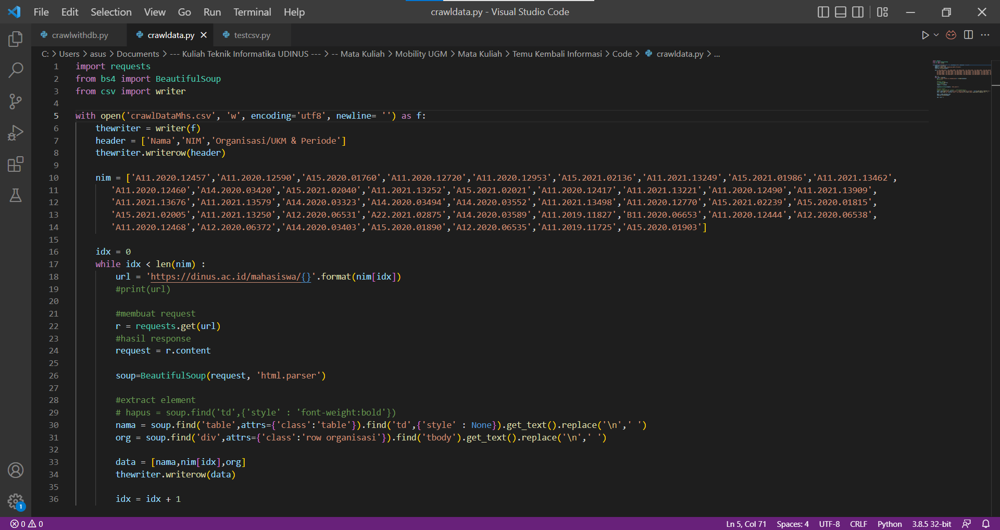 File Edit Selection View Go Run Terminal Help crawldata.py - Visual Studio Code
crawlwithdb.py crawldata.py testcsv.py
C: > Users > asus > Documents > --- Kuliah Teknik Informatika UDINUS --- > -- Mata Kuliah > Mobility UGM > Mata Kuliah > Temu Kembali Informasi > Code > crawldata.py > ...
1 import requests
2 from bs4 import BeautifulSoup
3 from csv import writer
4
5 with open('crawlDataMhs.csv', 'w', encoding='utf8', newline= '') as f:
6     thewriter = writer(f)
7     header = ['Nama','NIM','Organisasi/UKM & Periode']
8     thewriter.writerow(header)
9
10     nim = ['A11.2020.12457','A11.2020.12590','A15.2020.01760','A11.2020.12720','A11.2020.12953','A15.2021.02136','A11.2021.13249','A15.2021.01986','A11.2021.13462',
11        'A11.2020.12460','A14.2020.03420','A15.2021.02040','A11.2021.13252','A15.2021.02021','A11.2020.12417','A11.2021.13221','A11.2020.12490','A11.2021.13909',
12        'A11.2021.13676','A11.2021.13579','A14.2020.03323','A14.2020.03494','A14.2020.03552','A11.2021.13498','A11.2020.12770','A15.2021.02239','A15.2020.01815',
13        'A15.2021.02005','A11.2021.13250','A12.2020.06531','A22.2021.02875','A14.2020.03589','A11.2019.11827','B11.2020.06653','A11.2020.12444','A12.2020.06538',
14        'A11.2020.12468','A12.2020.06372','A14.2020.03403','A15.2020.01890','A12.2020.06535','A11.2019.11725','A15.2020.01903']
15
16     idx = 0
17     while idx < len(nim) :
18         url = 'https://dinus.ac.id/mahasiswa/{}'.format(nim[idx])
19         #print(url)
20
21         #membuat request
22         r = requests.get(url)
23         #hasil response
24         request = r.content
25
26         soup=BeautifulSoup(request, 'html.parser')
27
28         #extract element
29         # hapus = soup.find('td',{'style' : 'font-weight:bold'})
30         nama = soup.find('table',attrs={'class':'table'}).find('td',{'style' : None}).get_text().replace('\n',' ')
31         org = soup.find('div',attrs={'class':'row organisasi'}).find('tbody').get_text().replace('\n',' ')
32
33         data = [nama,nim[idx],org]
34         thewriter.writerow(data)
35
36         idx = idx + 1
1
0 0 Ln 5, Col 71 Spaces: 4 UTF-8 CRLF Python 3.8.5 32-bit